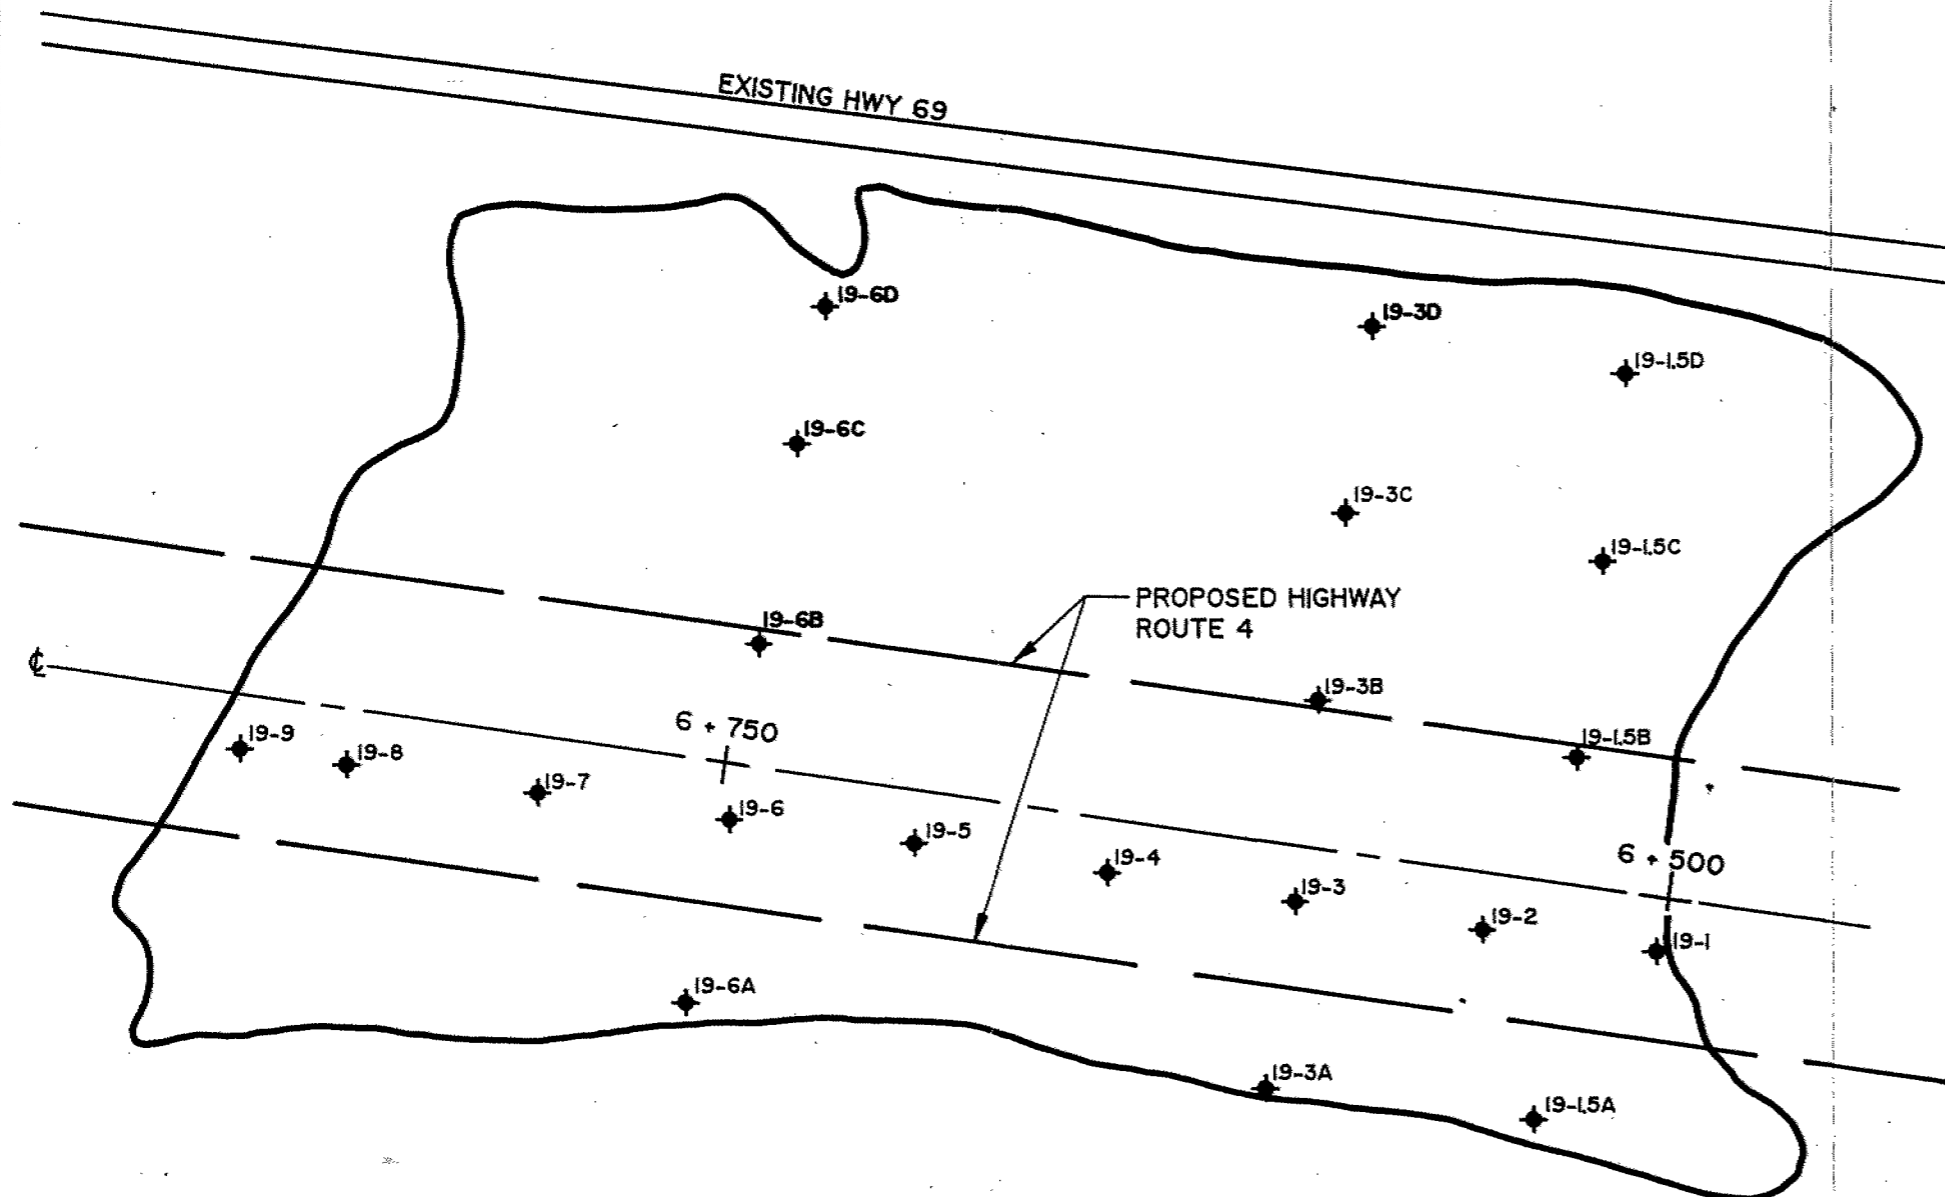 EXISTING HWY 69
19-6D
19-3D
19-1.5D
19-6C
19-3C
19-1.5C
PROPOSED HIGHWAY
ROUTE 4
19-6B
℄
19-3B
6 + 750
19-1.5B
19-9
19-8
19-7
19-6
19-5
19-4
6 + 500
19-3
19-2
19-1
19-6A
19-3A
19-1.5A